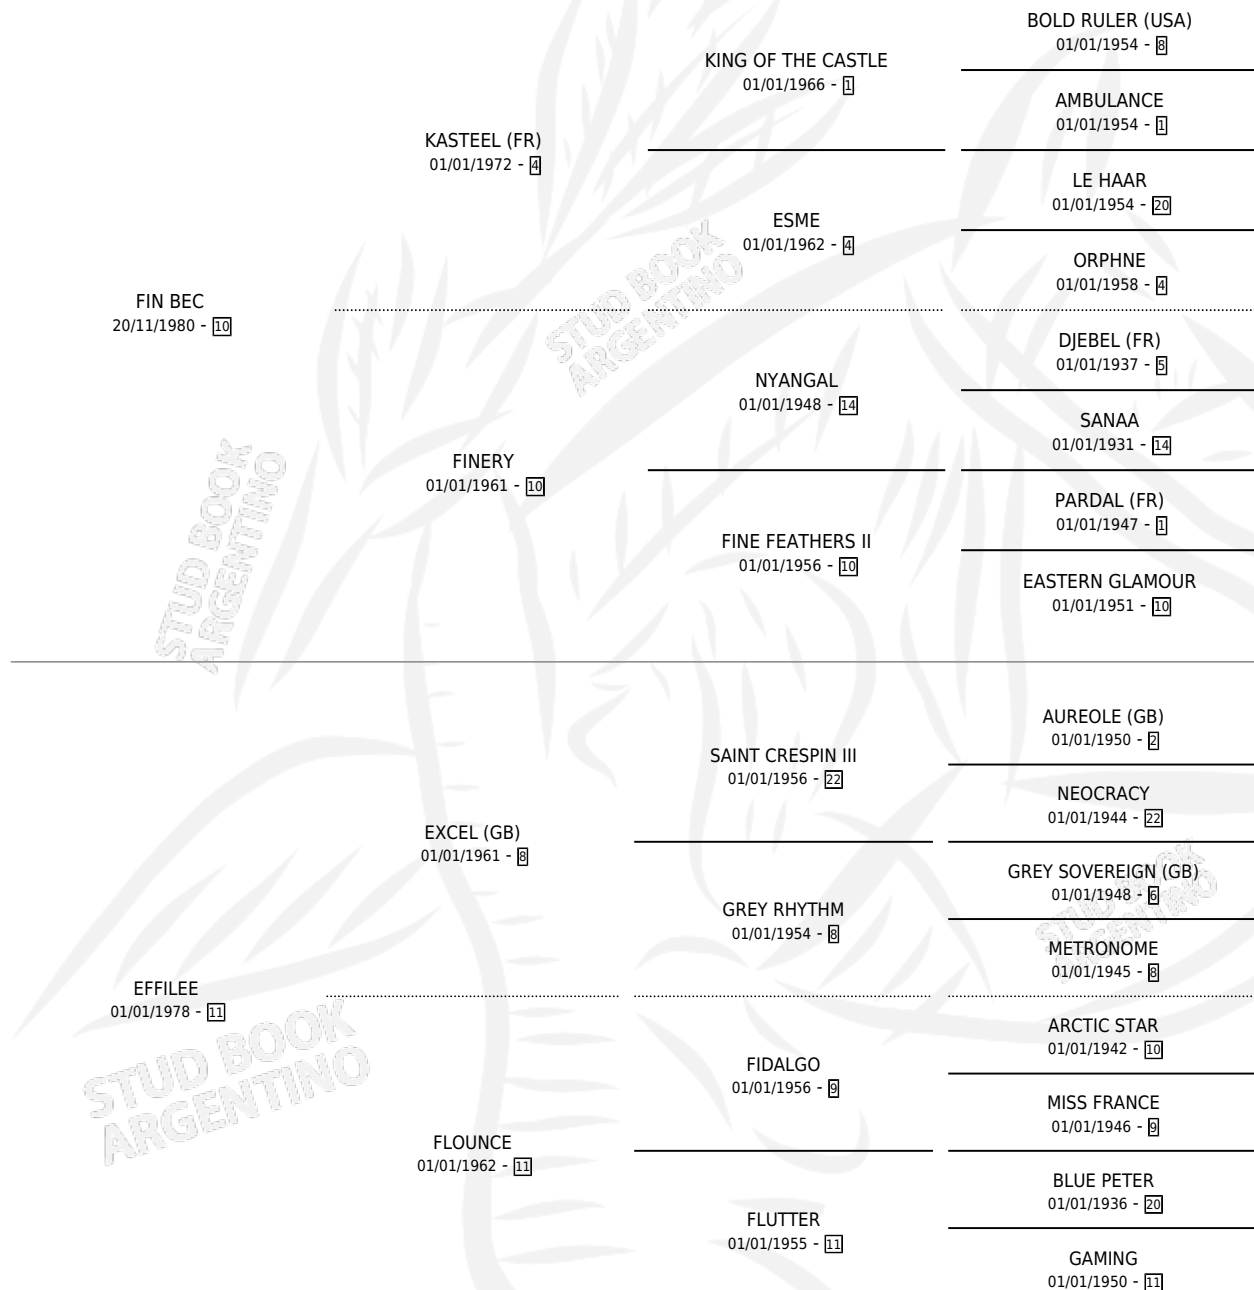 BOLD RULER (USA)
01/01/1954 - 8
KING OF THE CASTLE
01/01/1966 - 1
AMBULANCE
01/01/1954 - 1
KASTEEL (FR)
01/01/1972 - 4
LE HAAR
01/01/1954 - 20
ESME
01/01/1962 - 4
ORPHNE
01/01/1958 - 4
FIN BEC
20/11/1980 - 10
DJEBEL (FR)
01/01/1937 - 5
NYANGAL
01/01/1948 - 14
SANAA
01/01/1931 - 14
FINERY
01/01/1961 - 10
PARDAL (FR)
01/01/1947 - 1
FINE FEATHERS II
01/01/1956 - 10
EASTERN GLAMOUR
01/01/1951 - 10
STUD BOOK
ARGENTINO
STUD BOOK
ARGENTINO
AUREOLE (GB)
01/01/1950 - 2
SAINT CRESPIN III
01/01/1956 - 22
NEOCRACY
01/01/1944 - 22
EXCEL (GB)
01/01/1961 - 8
GREY SOVEREIGN (GB)
01/01/1948 - 6
GREY RHYTHM
01/01/1954 - 8
METRONOME
01/01/1945 - 8
STUD BOOK
ARGENTINO
EFFILEE
01/01/1978 - 11
ARCTIC STAR
01/01/1942 - 10
FIDALGO
01/01/1956 - 9
MISS FRANCE
01/01/1946 - 9
FLOUNCE
01/01/1962 - 11
BLUE PETER
01/01/1936 - 20
FLUTTER
01/01/1955 - 11
GAMING
01/01/1950 - 11
STUD BOOK
ARGENTINO